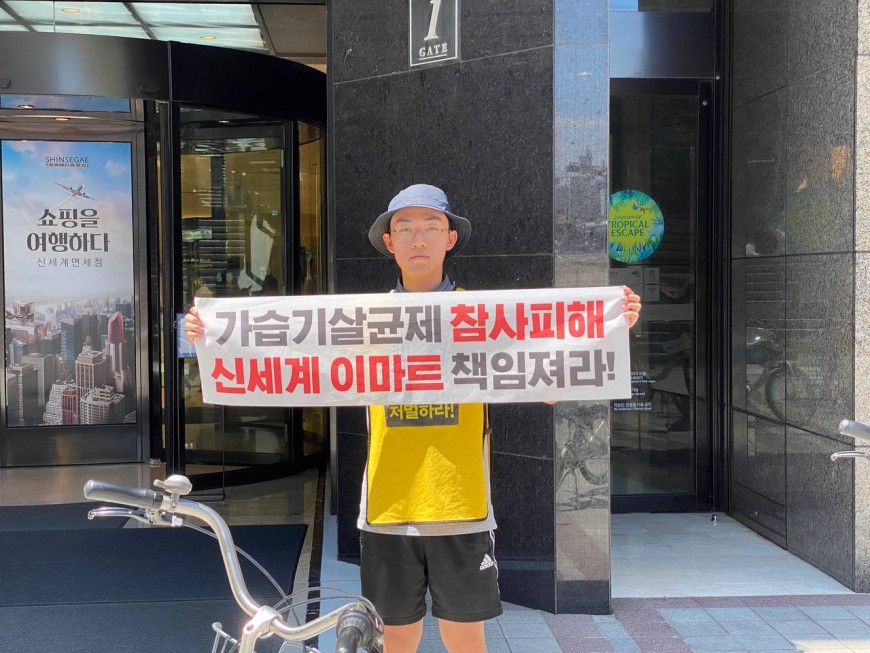 1
GATE
SHINSEGAE
쇼핑을
여행하다
신세계면세점
summer
TROPICAL
ESCAPE
가습기살균제 참사피해
신세계 이마트 책임져라!
처벌하라!